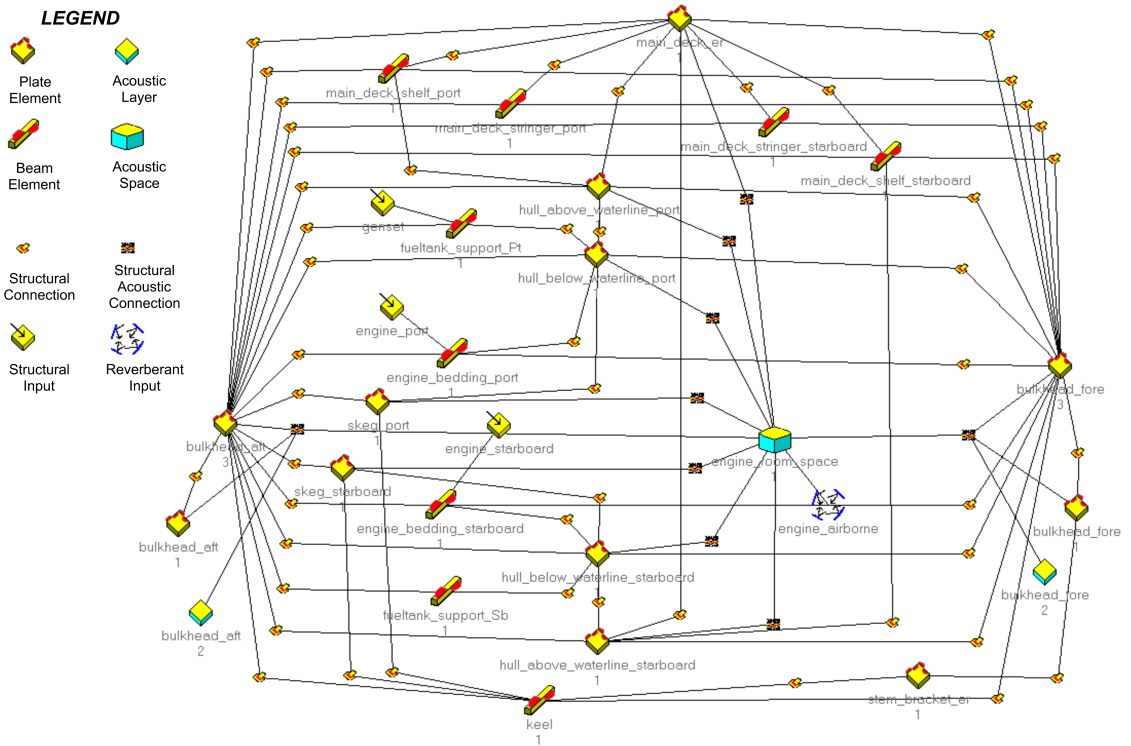 LEGEND
Plate
Element
Acoustic
Layer
Beam
Element
Acoustic
Space
Structural
Connection
Structural
Acoustic
Connection
Structural
Input
Reverberant
Input
main_deck_er
1
main_deck_shelf_port
1
main_deck_stringer_port
1
main_deck_stringer_starboard
1
main_deck_shelf_starboard
1
hull_above_waterline_port
1
genset
fueltank_support_Pt
1
hull_below_waterline_port
1
engine_port
engine_bedding_port
1
bulkhead_fore
3
skeg_port
1
bulkhead_aft
3
engine_starboard
engine_room_space
1
skeg_starboard
1
engine_bedding_starboard
1
engine_airborne
bulkhead_aft
1
bulkhead_fore
1
hull_below_waterline_starboard
1
bulkhead_fore
2
fueltank_support_Sb
1
bulkhead_aft
2
hull_above_waterline_starboard
1
stem_bracket_er
1
keel
1